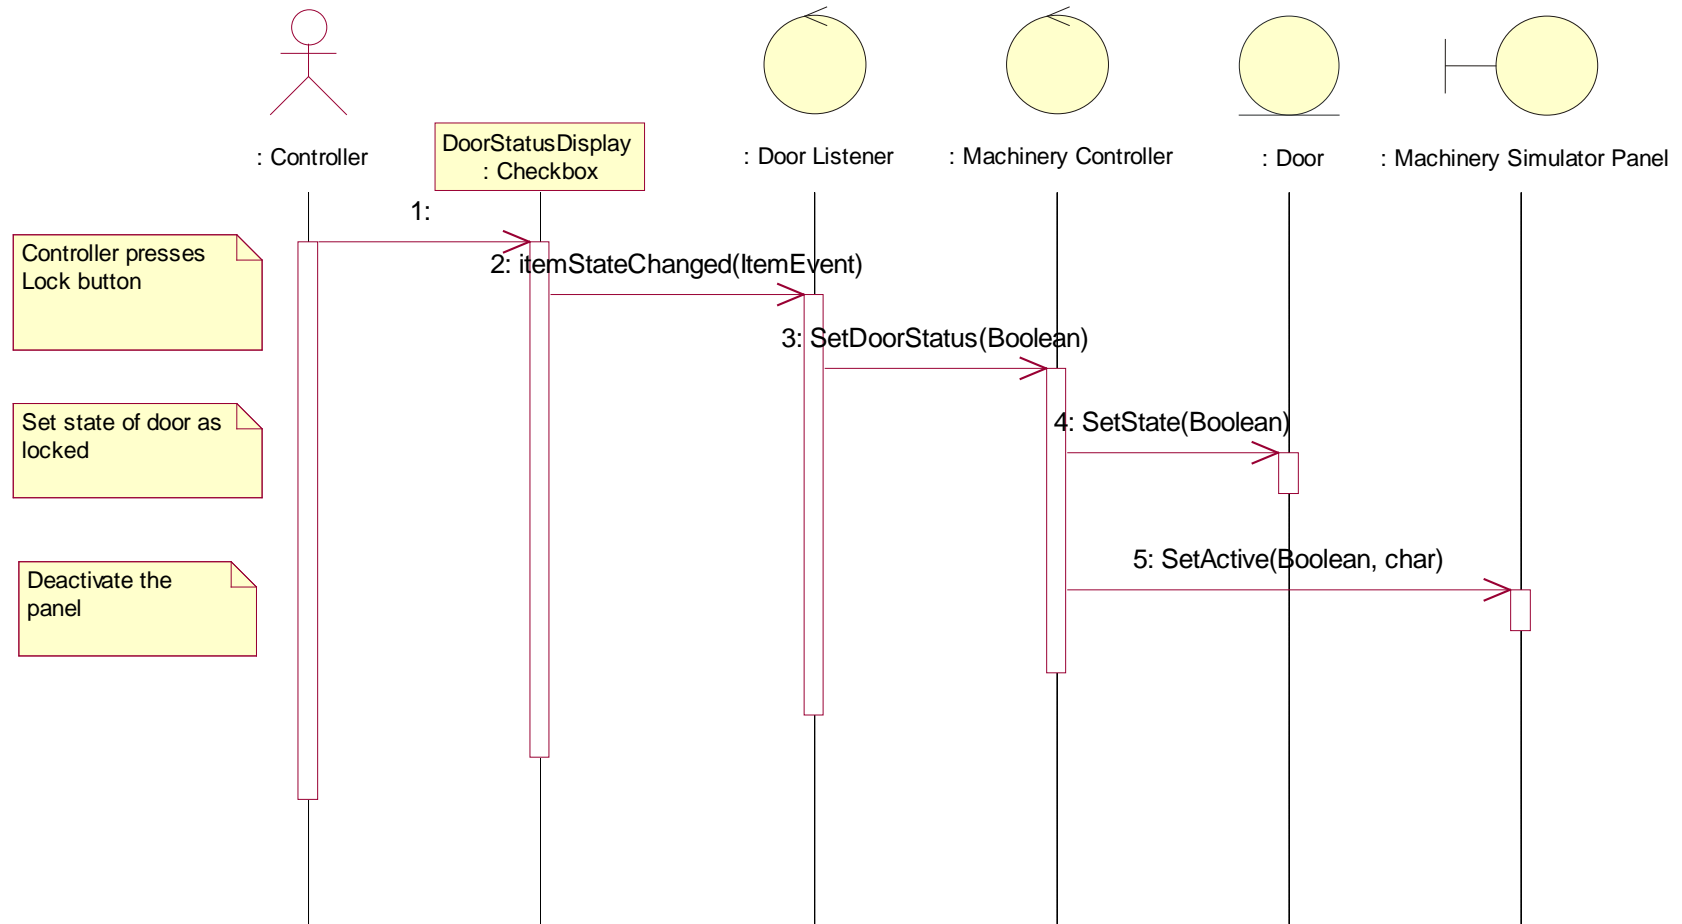 : Controller
DoorStatusDisplay
: Checkbox
: Door Listener
: Machinery Controller
: Door
: Machinery Simulator Panel
1:
Controller presses
Lock button
2: itemStateChanged(ItemEvent)
3: SetDoorStatus(Boolean)
Set state of door as
locked
4: SetState(Boolean)
5: SetActive(Boolean, char)
Deactivate the
panel